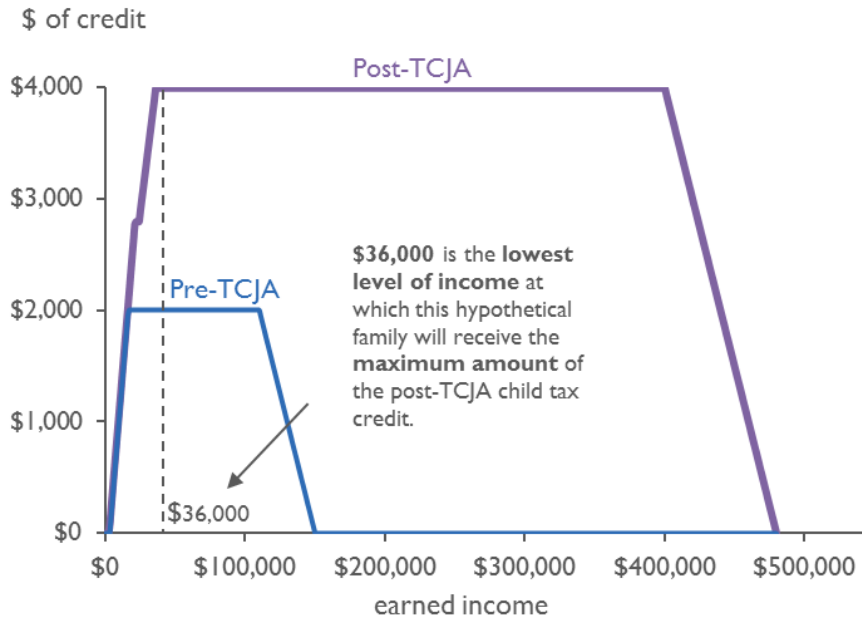 $ of credit
Post-TCJA
$4,000
$3,000
$36,000 is the lowest
level of income at
which this hypothetical
family will receive the
maximum amount of
the post-TCJA child tax
credit.
Pre-TCJA
$2,000
$1,000
$36,000
$0
$0 $100,000 $200,000 $300,000 $400,000 $500,000
earned income